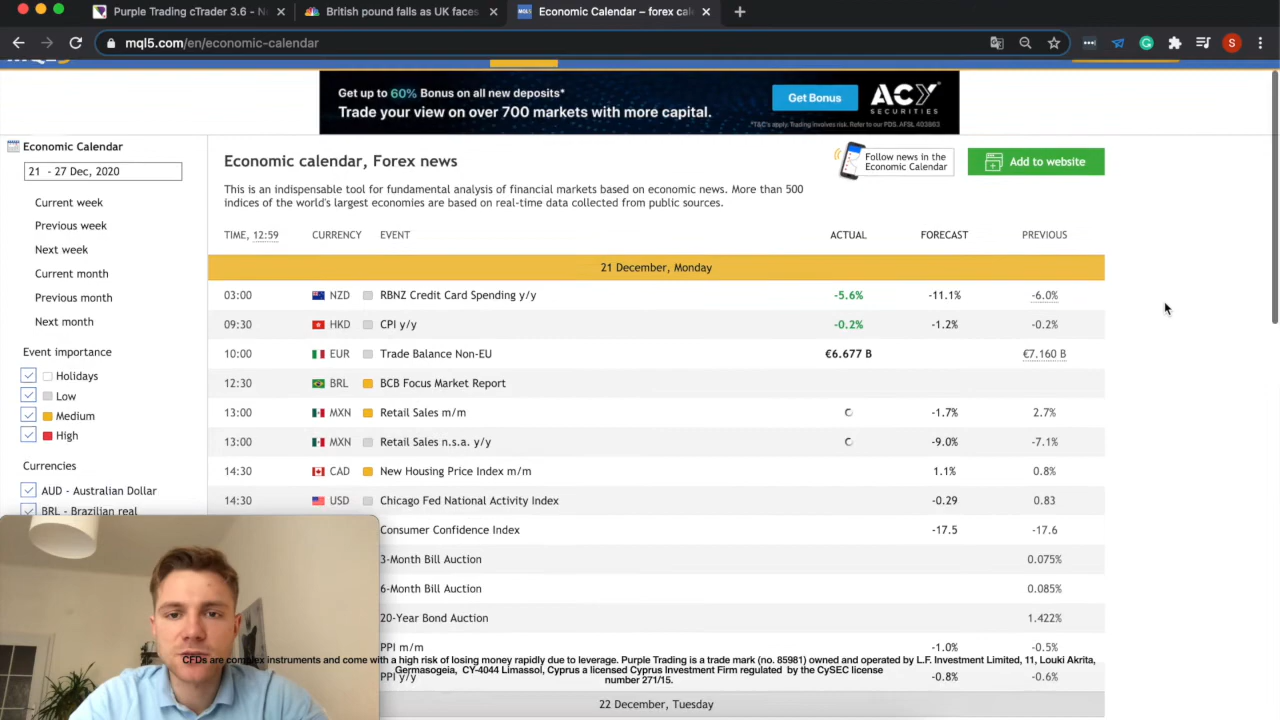 Purple Trading cTrader 3.6 - N
British pound falls as UK faces
Economic Calendar – forex cal
mql5.com/en/economic-calendar
S
Get up to 60% Bonus on all new deposits*
Trade your view on over 700 markets with more capital.
Get Bonus
ACY
SECURITIES
*T&C's apply. Trading involves risk. Refer to our PDS. AFSL 403863
Economic Calendar
21 - 27 Dec, 2020
Current week
Previous week
Next week
Current month
Previous month
Next month
Event importance
Holidays
Low
Medium
High
Currencies
AUD - Australian Dollar
BRL - Brazilian real
Economic calendar, Forex news
Follow news in the
Economic Calendar
Add to website
This is an indispensable tool for fundamental analysis of financial markets based on economic news. More than 500
indices of the world's largest economies are based on real-time data collected from public sources.
TIME, 12:59 CURRENCY EVENT ACTUAL FORECAST PREVIOUS
21 December, Monday
03:00 NZD RBNZ Credit Card Spending y/y -5.6% -11.1% -6.0%
09:30 HKD CPI y/y -0.2% -1.2% -0.2%
10:00 EUR Trade Balance Non-EU €6.677 B €7.160 B
12:30 BRL BCB Focus Market Report
13:00 MXN Retail Sales m/m -1.7% 2.7%
13:00 MXN Retail Sales n.s.a. y/y -9.0% -7.1%
14:30 CAD New Housing Price Index m/m 1.1% 0.8%
14:30 USD Chicago Fed National Activity Index -0.29 0.83
Consumer Confidence Index -17.5 -17.6
3-Month Bill Auction 0.075%
6-Month Bill Auction 0.085%
20-Year Bond Auction 1.422%
PPI m/m -1.0% -0.5%
PPI y/y -0.8% -0.6%
22 December, Tuesday
CFDs are complex instruments and come with a high risk of losing money rapidly due to leverage. Purple Trading is a trade mark (no. 85981) owned and operated by L.F. Investment Limited, 11, Louki Akrita,
Germasogeia, CY-4044 Limassol, Cyprus a licensed Cyprus Investment Firm regulated by the CySEC license
number 271/15.